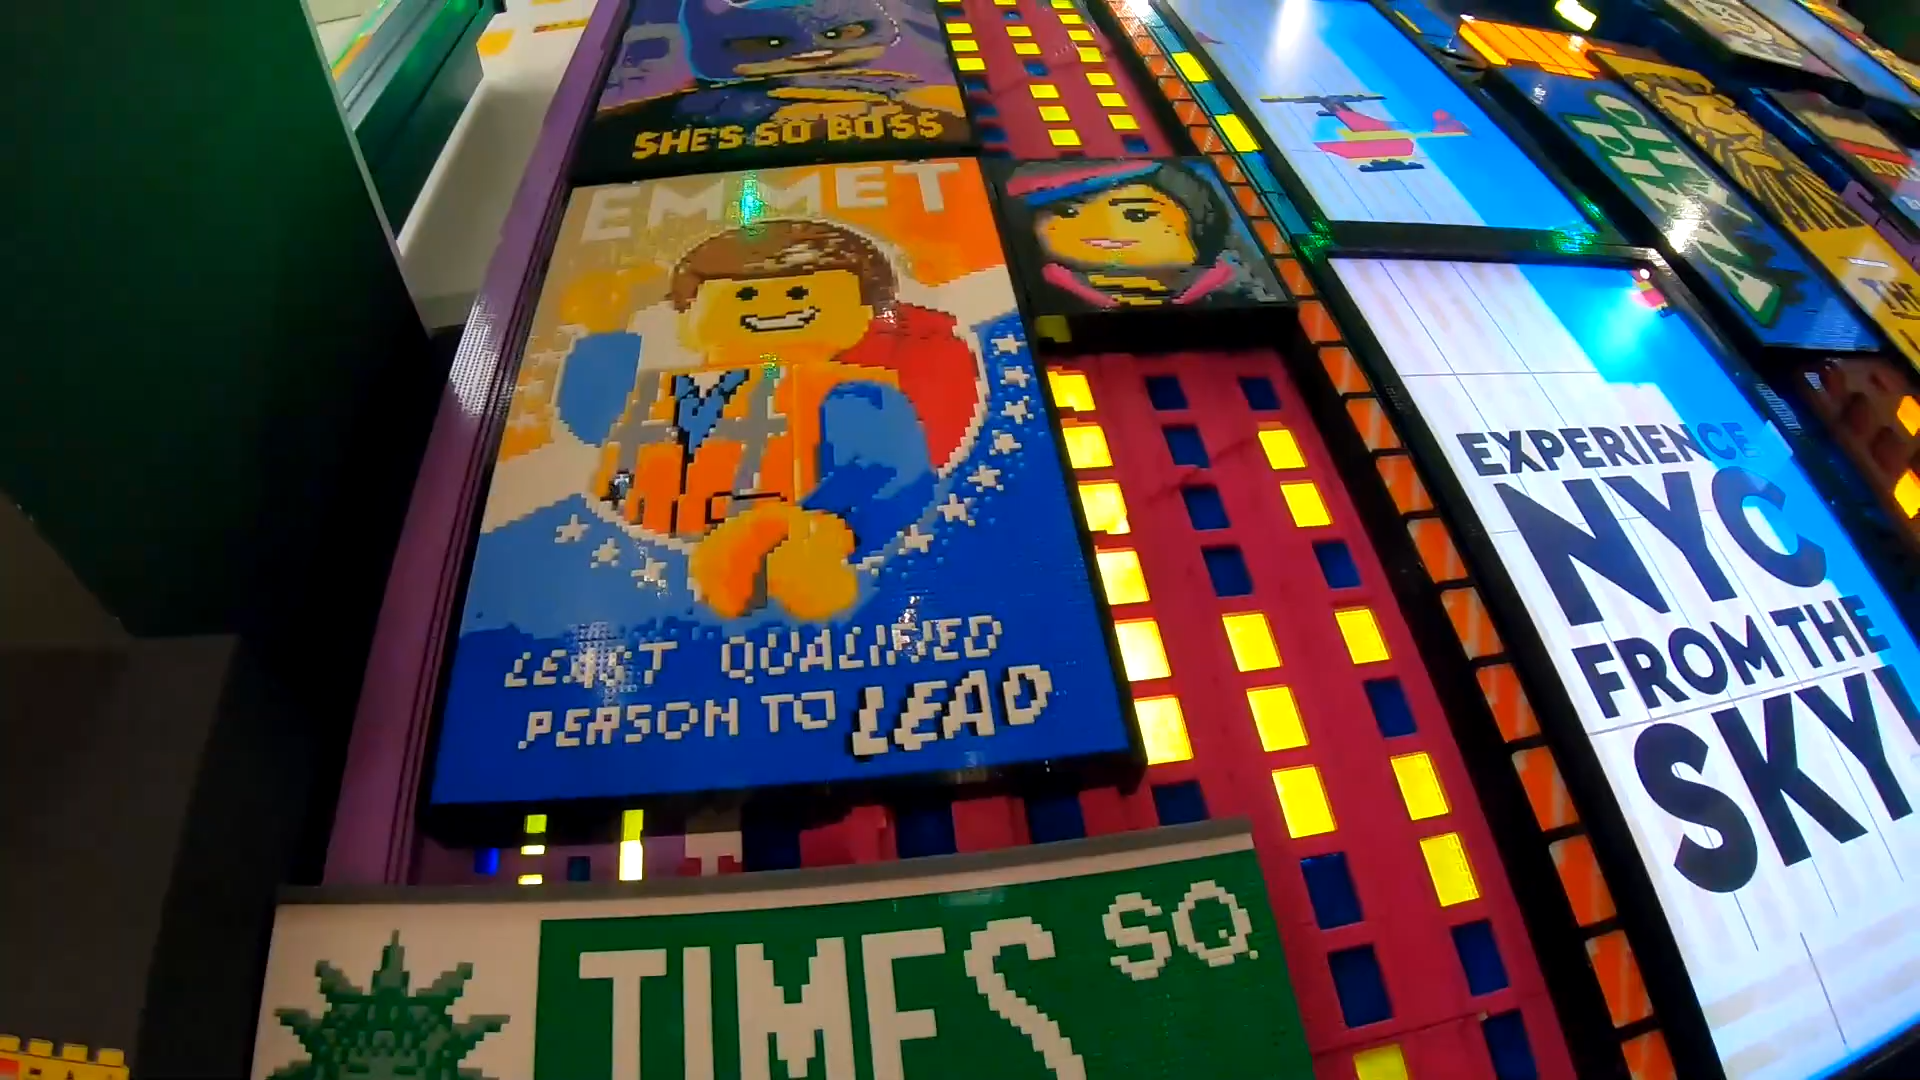 SHE'S SO BOSS
EMMET
LEAST QUALIFIED
PERSON TO LEAD
TIMES SQ
EXPERIENCE
NYC
FROM THE
SKY!